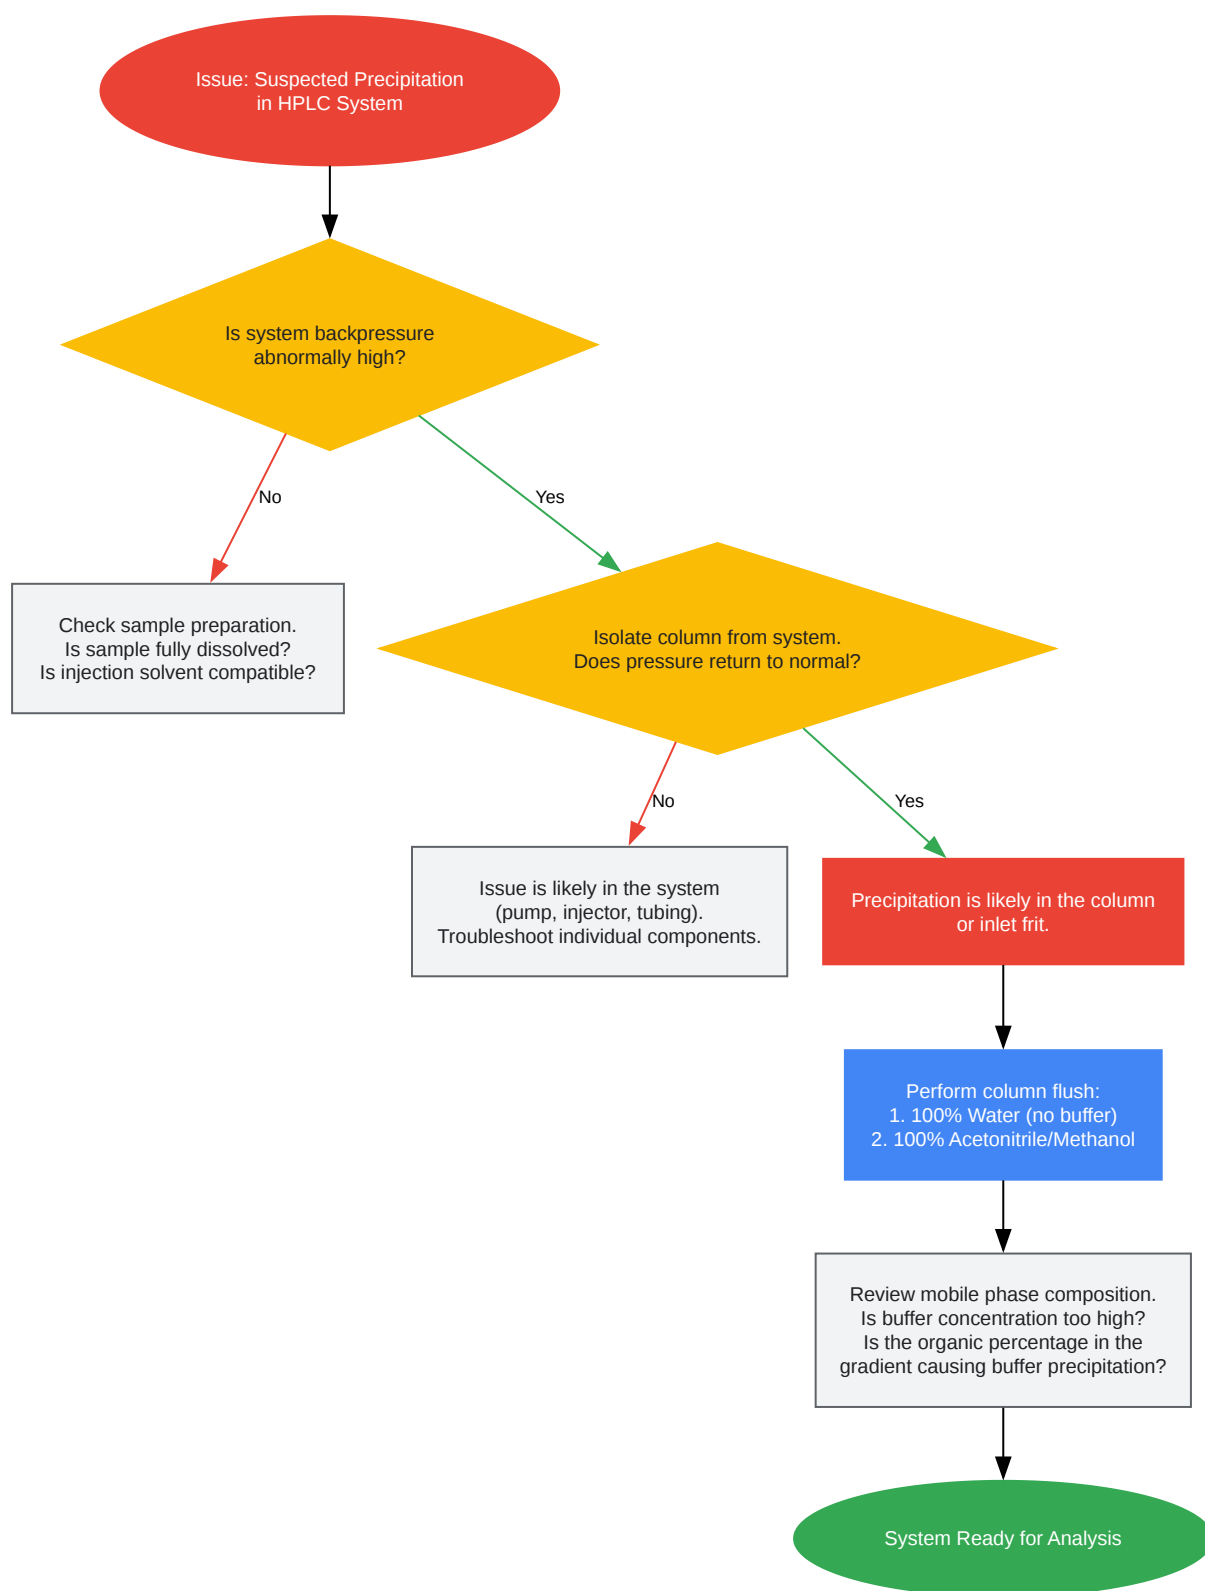 Issue: Suspected Precipitation
in HPLC System
Is system backpressure
abnormally high?
No
Yes
Check sample preparation.
Is sample fully dissolved?
Is injection solvent compatible?
Isolate column from system.
Does pressure return to normal?
No
Yes
Issue is likely in the system
(pump, injector, tubing).
Troubleshoot individual components.
Precipitation is likely in the column
or inlet frit.
Perform column flush:
1. 100% Water (no buffer)
2. 100% Acetonitrile/Methanol
Review mobile phase composition.
Is buffer concentration too high?
Is the organic percentage in the
gradient causing buffer precipitation?
System Ready for Analysis